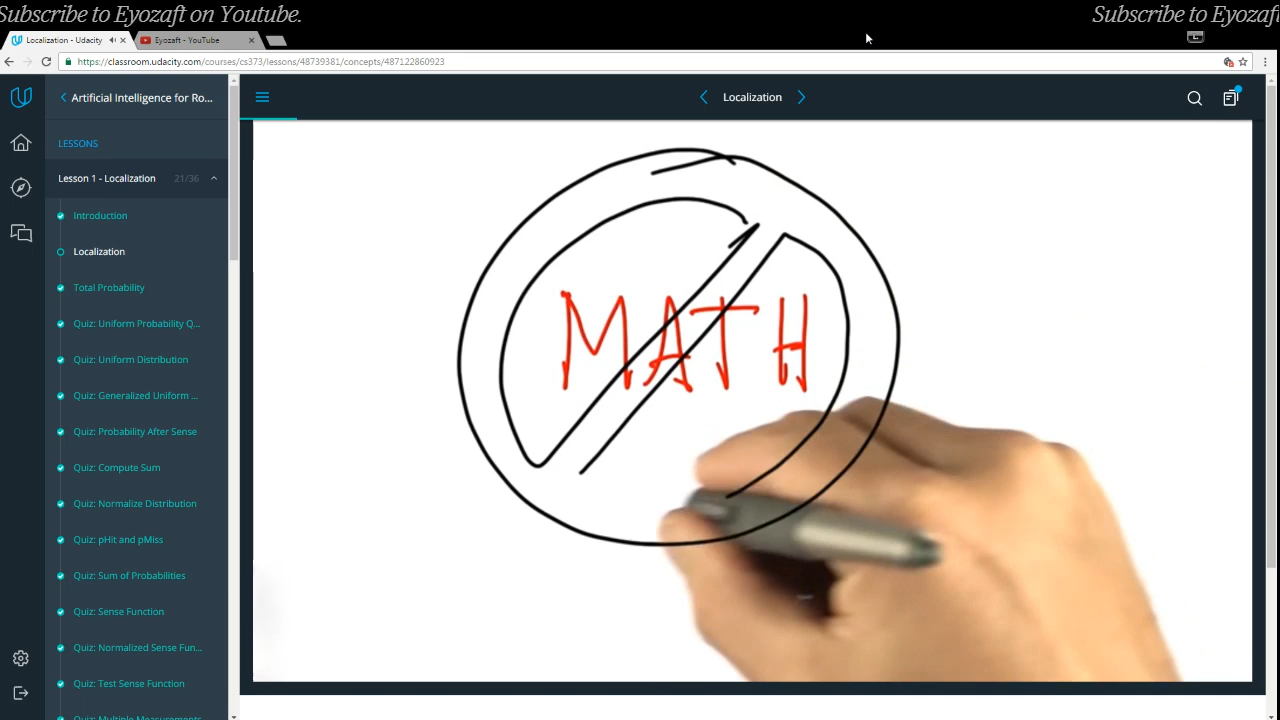 Subscribe to Eyozaft on Youtube.
Subscribe to Eyozaft
Localization - Udacity
Eyozaft - YouTube
https://classroom.udacity.com/courses/cs373/lessons/48739381/concepts/487122860923
Artificial Intelligence for Ro...
Localization
LESSONS
Lesson 1 - Localization 21/36
Introduction
Localization
Total Probability
Quiz: Uniform Probability Q...
Quiz: Uniform Distribution
Quiz: Generalized Uniform ...
Quiz: Probability After Sense
Quiz: Compute Sum
Quiz: Normalize Distribution
Quiz: pHit and pMiss
Quiz: Sum of Probabilities
Quiz: Sense Function
Quiz: Normalized Sense Fun...
Quiz: Test Sense Function
Quiz: Multiple Measurements
MATH